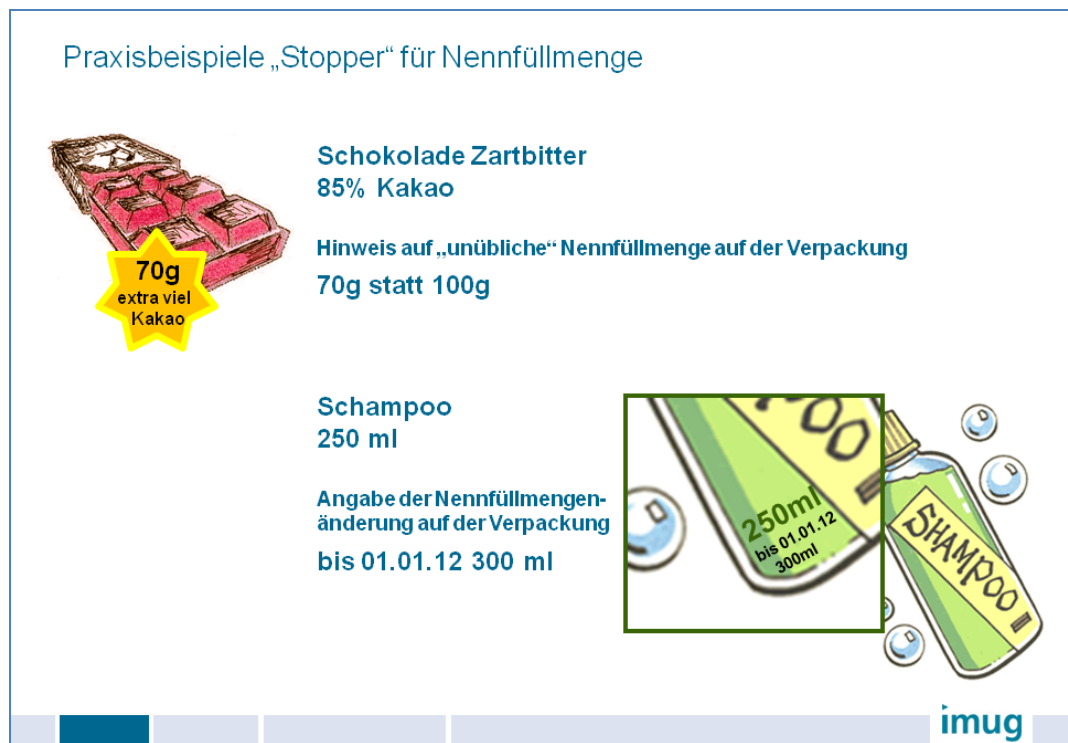 Praxisbeispiele „Stopper“ für Nennfüllmenge
Schokolade Zartbitter
85% Kakao
Hinweis auf „unübliche“ Nennfüllmenge auf der Verpackung
70g statt 100g
70g
extra viel
Kakao
Schampoo
250 ml
Angabe der Nennfüllmengen-
änderung auf der Verpackung
bis 01.01.12 300 ml
POO
250ml
bis 01.01.12
300ml
SHAMPOO
imug